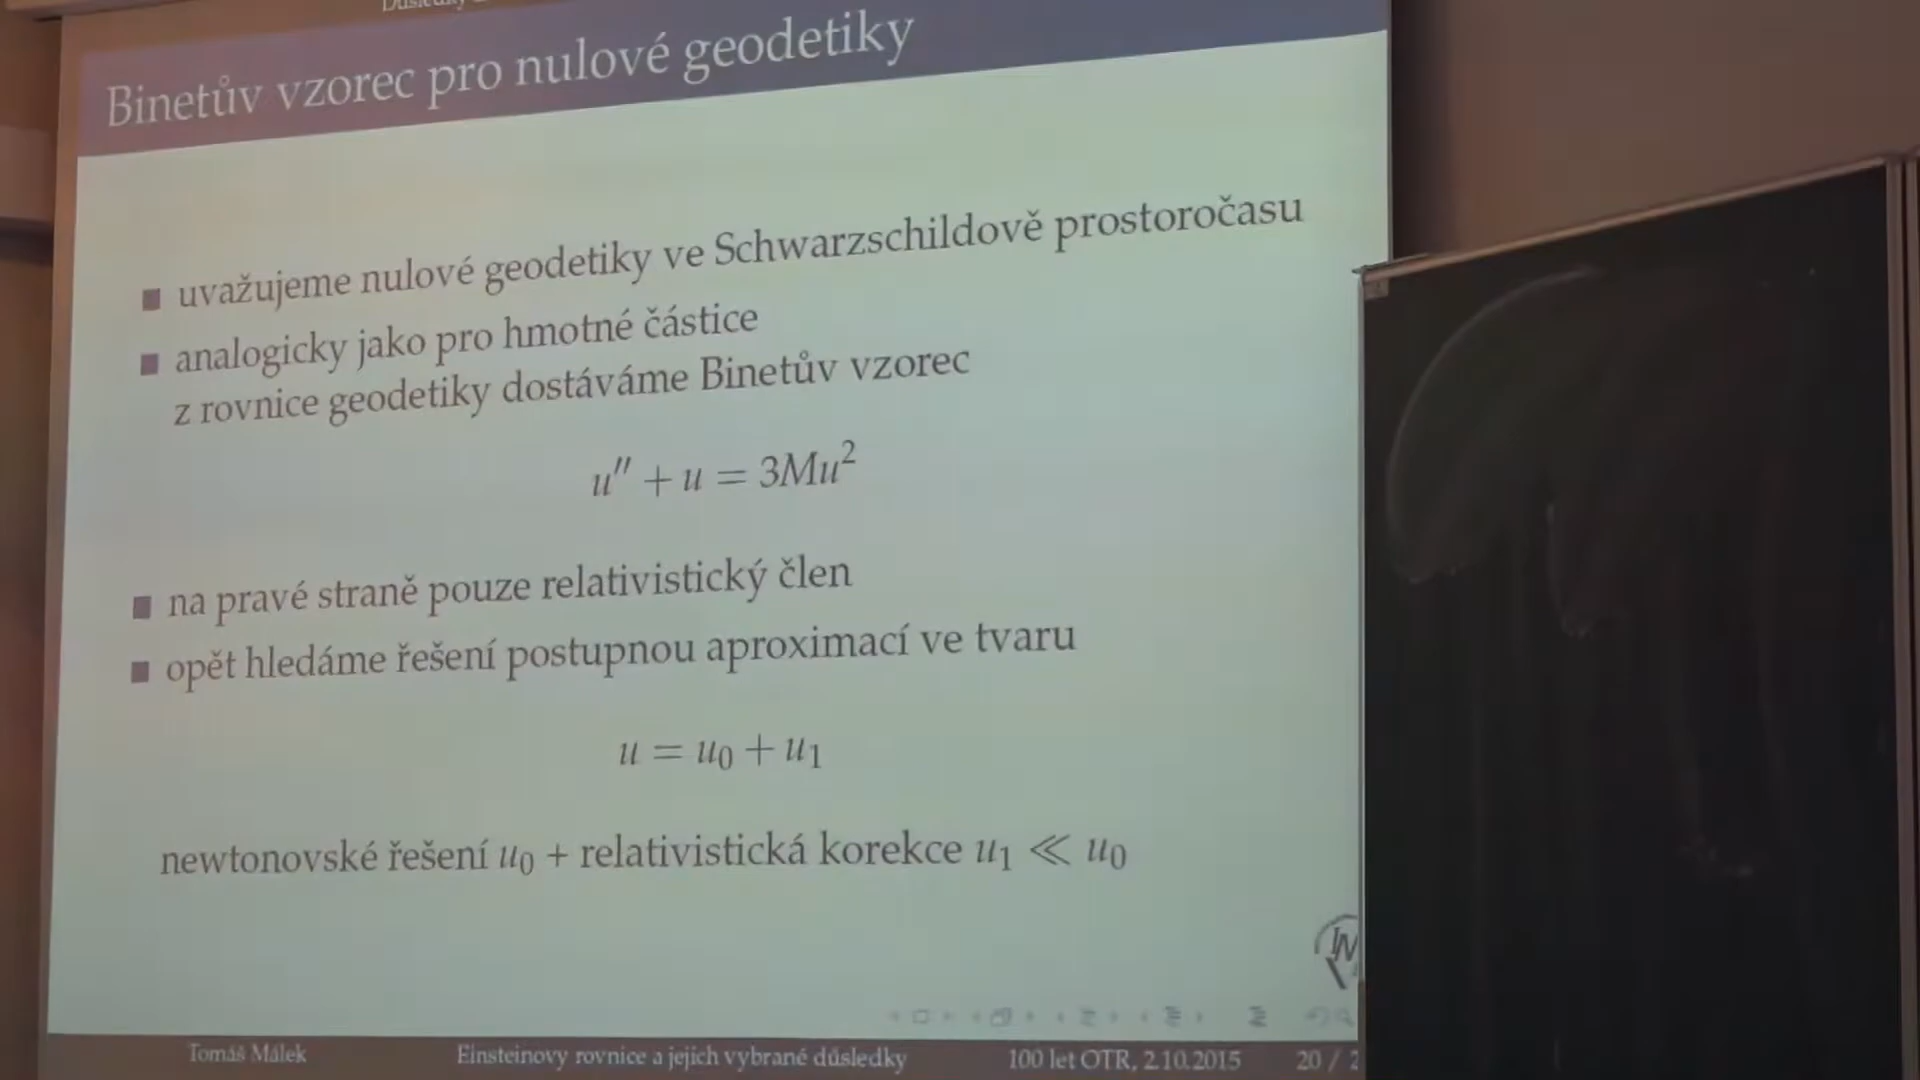 Binetův vzorec pro nulové geodetiky
■ uvažujeme nulové geodetiky ve Schwarzschildově prostoročasu
■ analogicky jako pro hmotné částice
z rovnice geodetiky dostáváme Binetův vzorec
u″ + u = 3Mu²
■ na pravé straně pouze relativistický člen
■ opět hledáme řešení postupnou aproximací ve tvaru
u = u₀ + u₁
newtonovské řešení u₀ + relativistická korekce u₁ ≪ u₀
Tomáš Málek Einsteinovy rovnice a jejich vybrané důsledky 100 let OTR, 2.10.2015 20 /